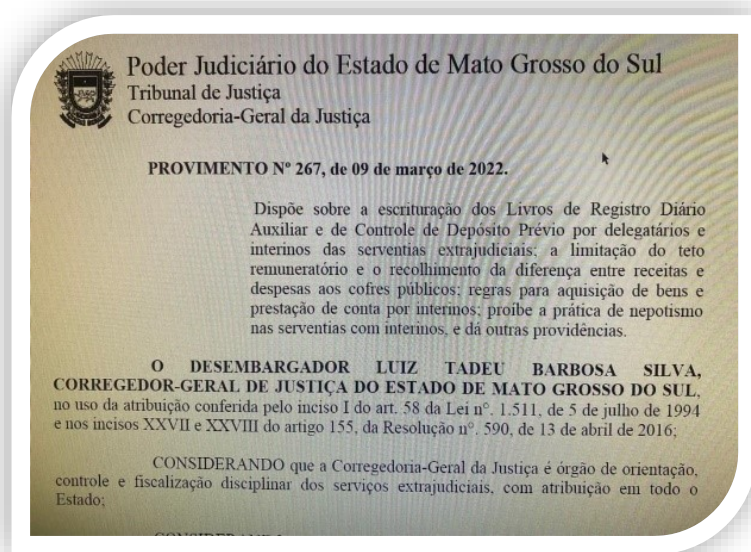 Poder Judiciário do Estado de Mato Grosso do Sul
Tribunal de Justiça
Corregedoria-Geral da Justiça
PROVIMENTO Nº 267, de 09 de março de 2022.
Dispõe sobre a escrituração dos Livros de Registro Diário
Auxiliar e de Controle de Depósito Prévio por delegatários e
interinos das serventias extrajudiciais; a limitação do teto
remuneratório e o recolhimento da diferença entre receitas e
despesas aos cofres públicos; regras para aquisição de bens e
prestação de conta por interinos; proíbe a prática de nepotismo
nas serventias com interinos, e dá outras providências.
O DESEMBARGADOR LUIZ TADEU BARBOSA SILVA,
CORREGEDOR-GERAL DE JUSTIÇA DO ESTADO DE MATO GROSSO DO SUL,
no uso da atribuição conferida pelo inciso I do art. 58 da Lei nº. 1.511, de 5 de julho de 1994
e nos incisos XXVII e XXVIII do artigo 155, da Resolução nº. 590, de 13 de abril de 2016;
CONSIDERANDO que a Corregedoria-Geral da Justiça é órgão de orientação,
controle e fiscalização disciplinar dos serviços extrajudiciais, com atribuição em todo o
Estado;